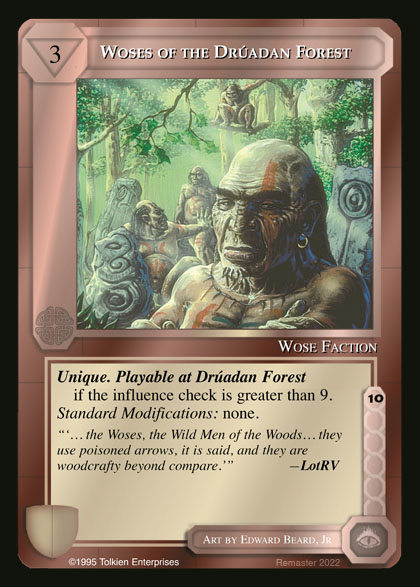 3
Woses of the Drúadan Forest
Wose Faction
Unique. Playable at Drúadan Forest
if the influence check is greater than 9.
Standard Modifications: none.
10
“‘… the Woses, the Wild Men of the Woods… they
use poisoned arrows, it is said, and they are
woodcrafty beyond compare.’” –LotRV
Art by Edward Beard, Jr
©1995 Tolkien Enterprises
Remaster 2022